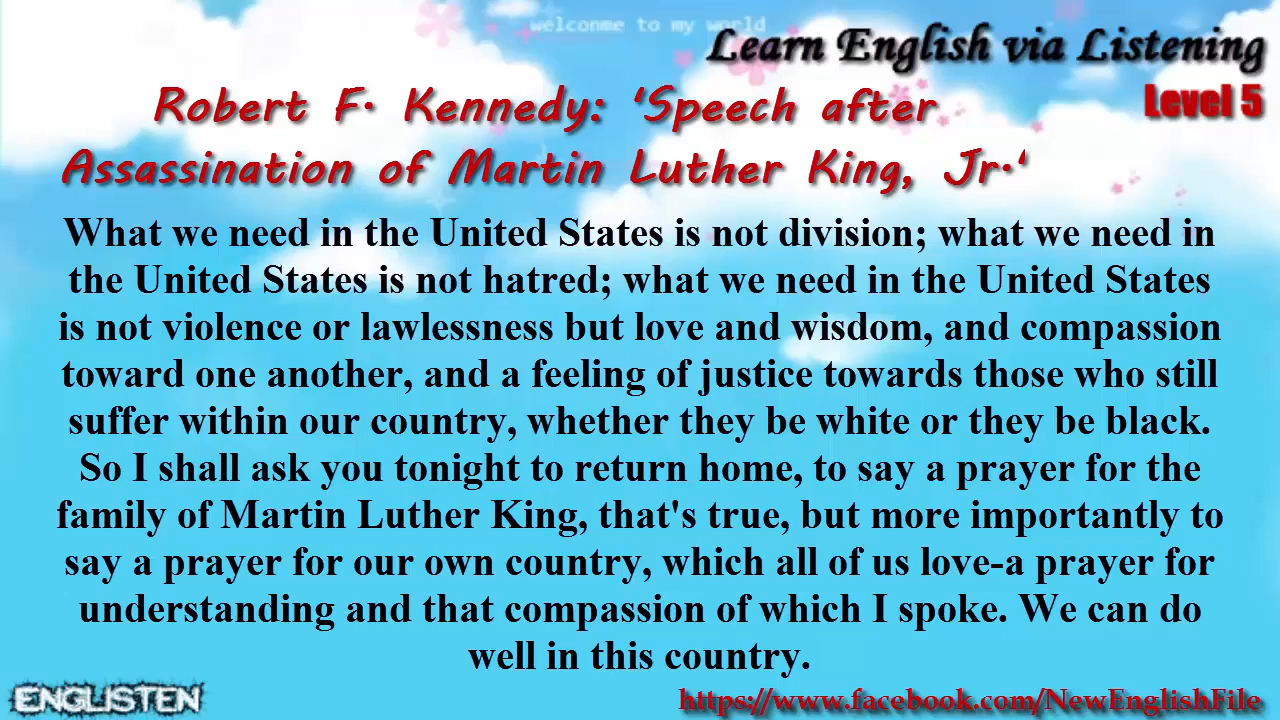 welconme to my world
Learn English via Listening
Level 5
Robert F. Kennedy: 'Speech after
Assassination of Martin Luther King, Jr.'
What we need in the United States is not division; what we need in
the United States is not hatred; what we need in the United States
is not violence or lawlessness but love and wisdom, and compassion
toward one another, and a feeling of justice towards those who still
suffer within our country, whether they be white or they be black.
So I shall ask you tonight to return home, to say a prayer for the
family of Martin Luther King, that's true, but more importantly to
say a prayer for our own country, which all of us love-a prayer for
understanding and that compassion of which I spoke. We can do
well in this country.
ENGLISTEN
https://www.facebook.com/NewEnglishFile